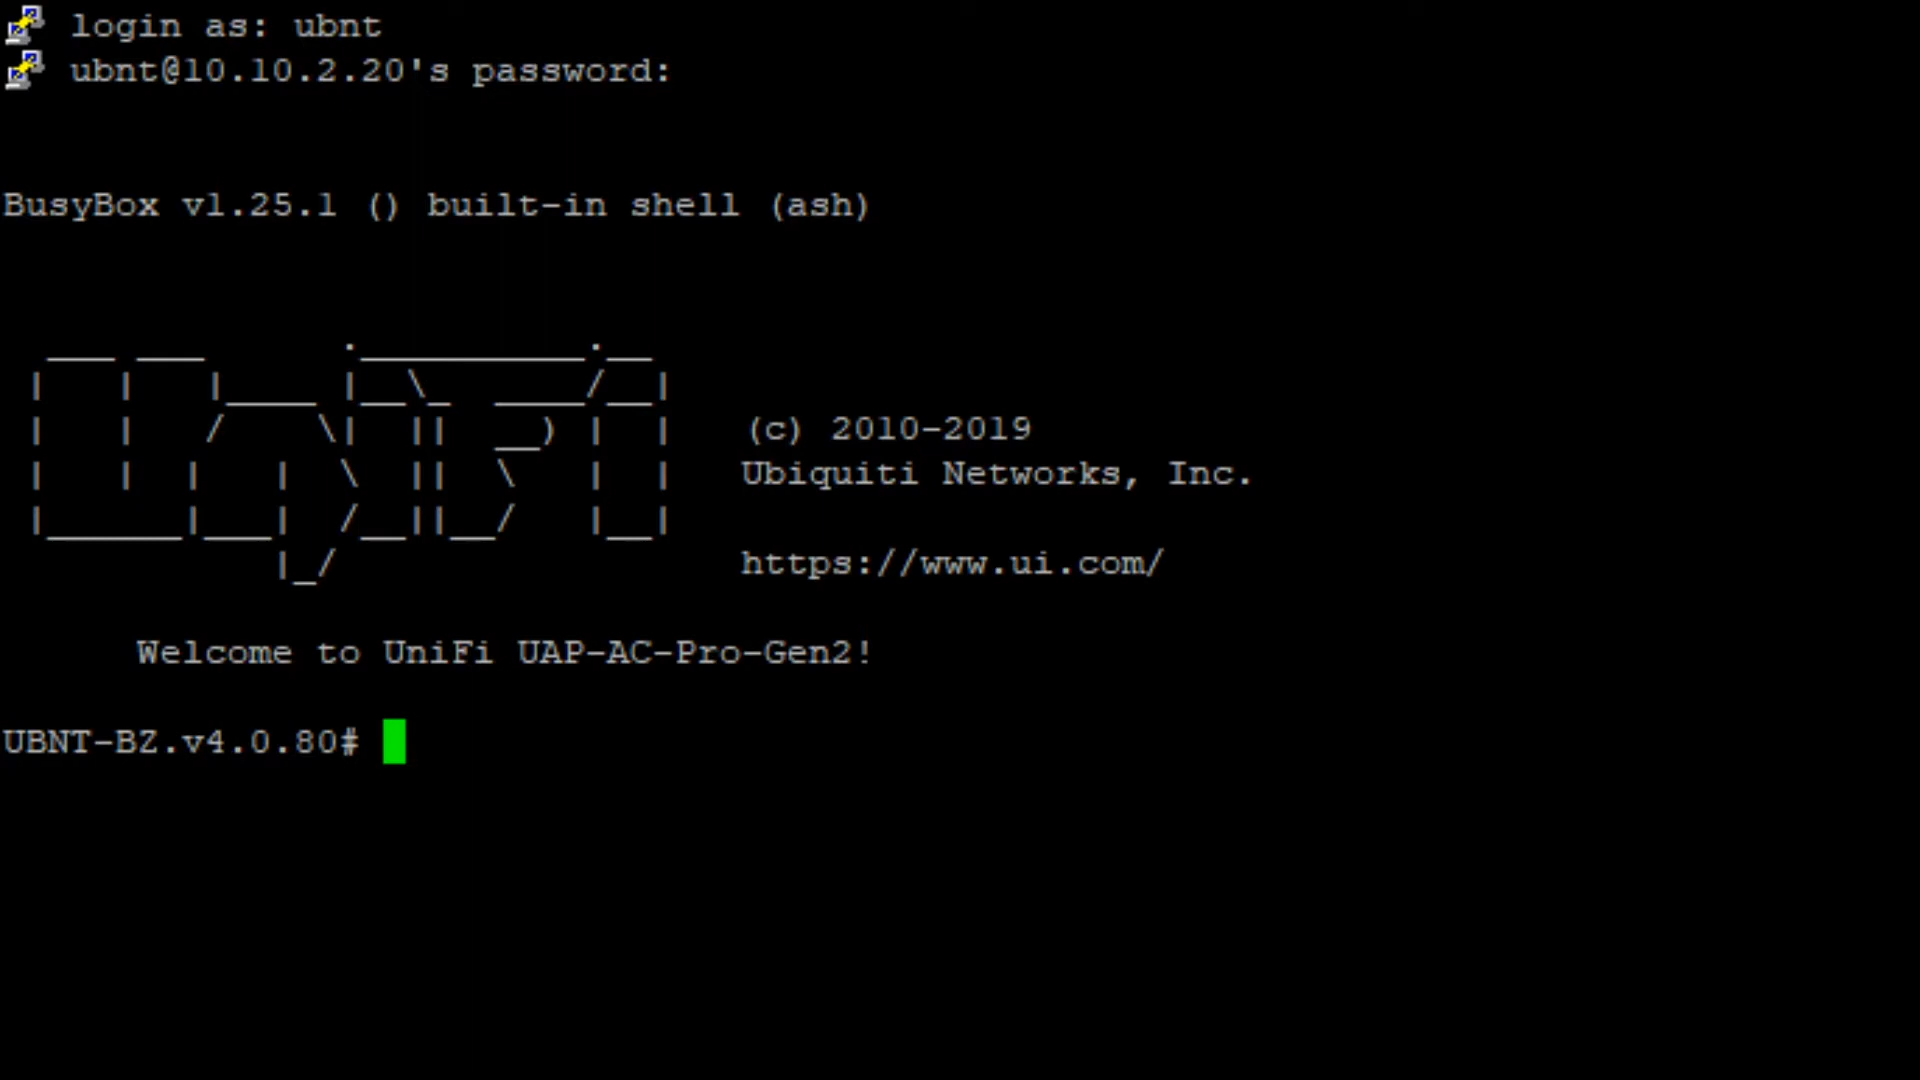 login as: ubnt
ubnt@10.10.2.20's password:
BusyBox v1.25.1 () built-in shell (ash)
UniFi
(c) 2010-2019
Ubiquiti Networks, Inc.
https://www.ui.com/
Welcome to UniFi UAP-AC-Pro-Gen2!
UBNT-BZ.v4.0.80#